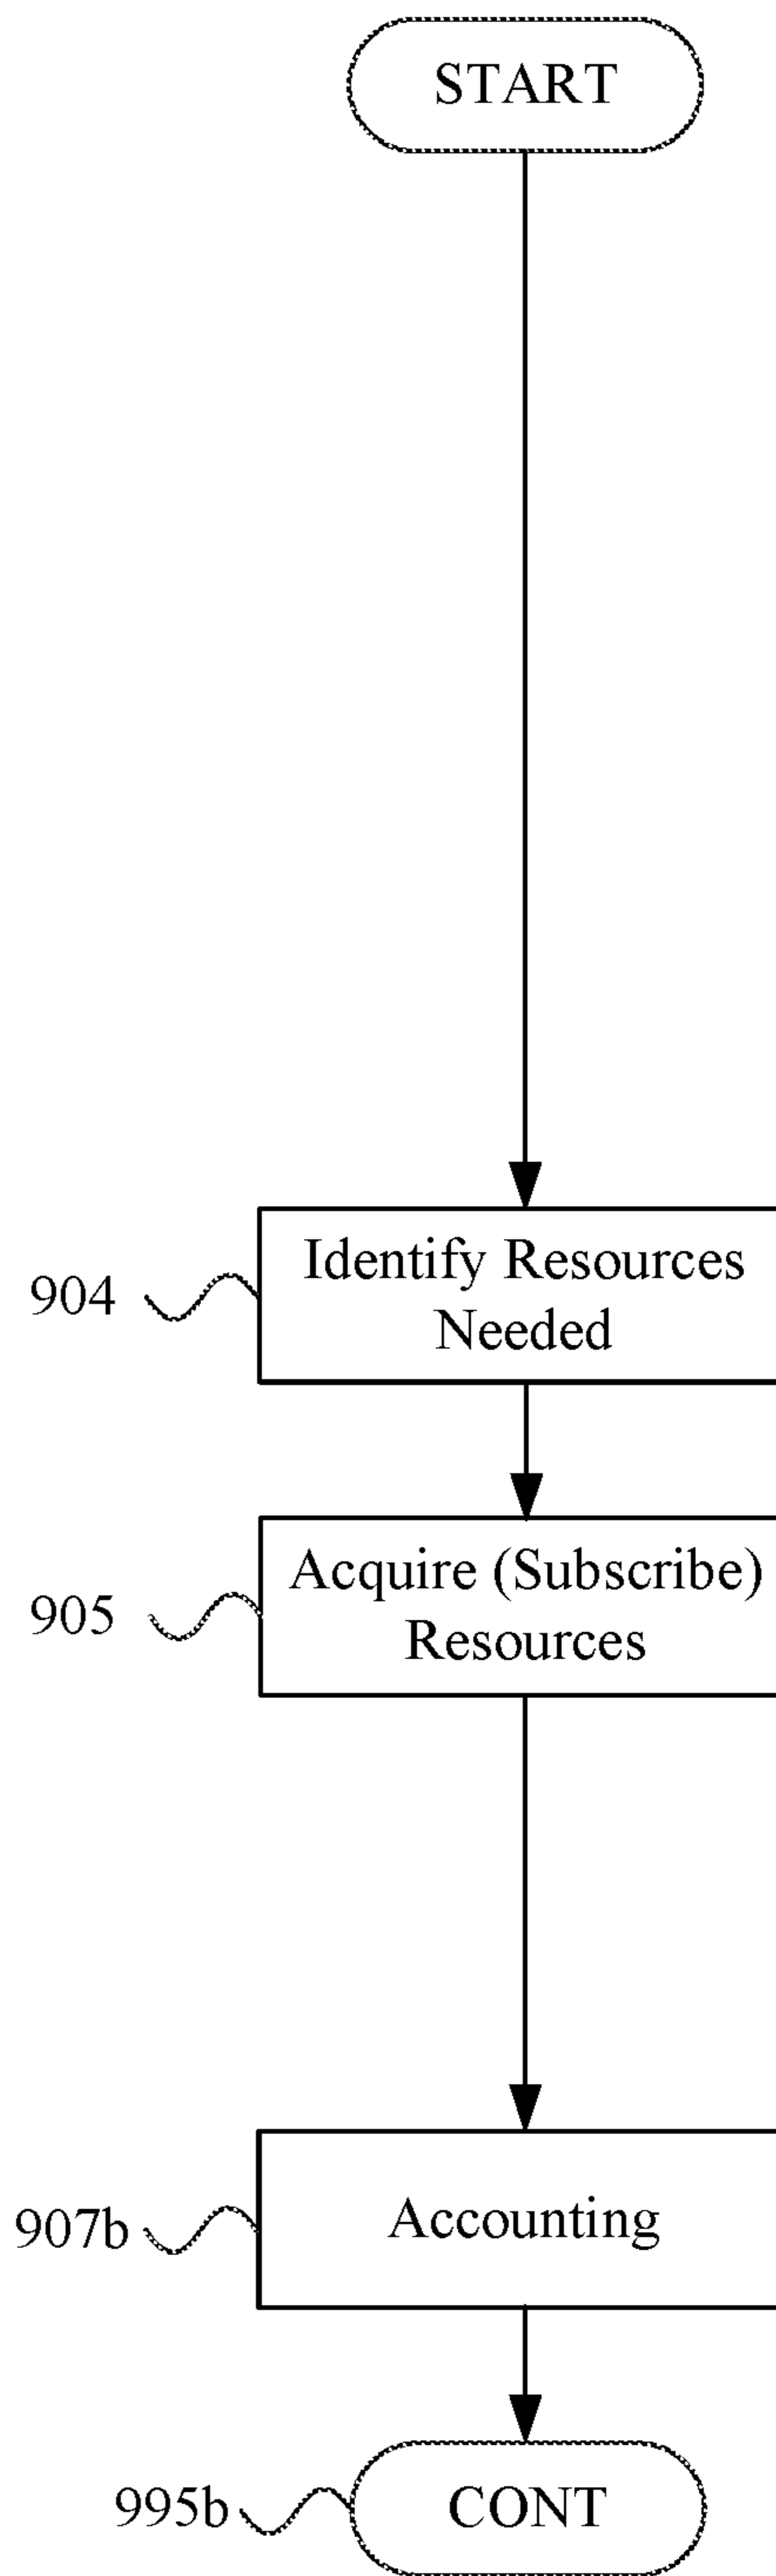 START
904
Identify Resources
Needed
905
Acquire (Subscribe)
Resources
907b
Accounting
995b
CONT